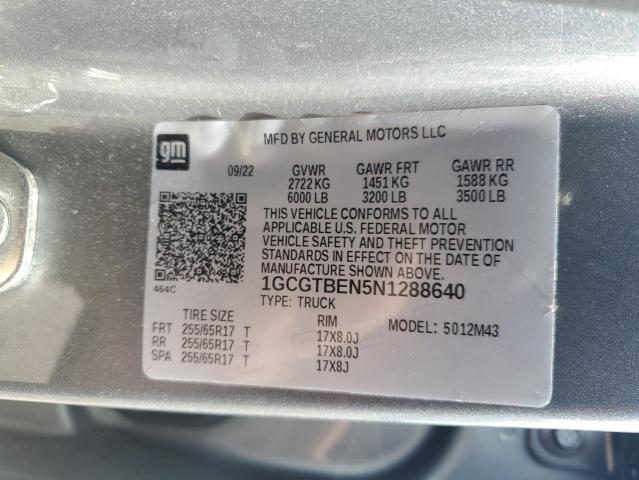 gm
MFD BY GENERAL MOTORS LLC
09/22 GVWR GAWR FRT GAWR RR
2722 KG 1451 KG 1588 KG
6000 LB 3200 LB 3500 LB
THIS VEHICLE CONFORMS TO ALL
APPLICABLE U.S. FEDERAL MOTOR
VEHICLE SAFETY AND THEFT PREVENTION
STANDARDS IN EFFECT ON THE DATE OF
MANUFACTURE SHOWN ABOVE.
464C
1GCGTBEN5N1288640
TYPE: TRUCK
TIRE SIZE RIM MODEL: 5012M43
FRT 255/65R17 T 17X8.0J
RR 255/65R17 T 17X8.0J
SPA 255/65R17 T 17X8J